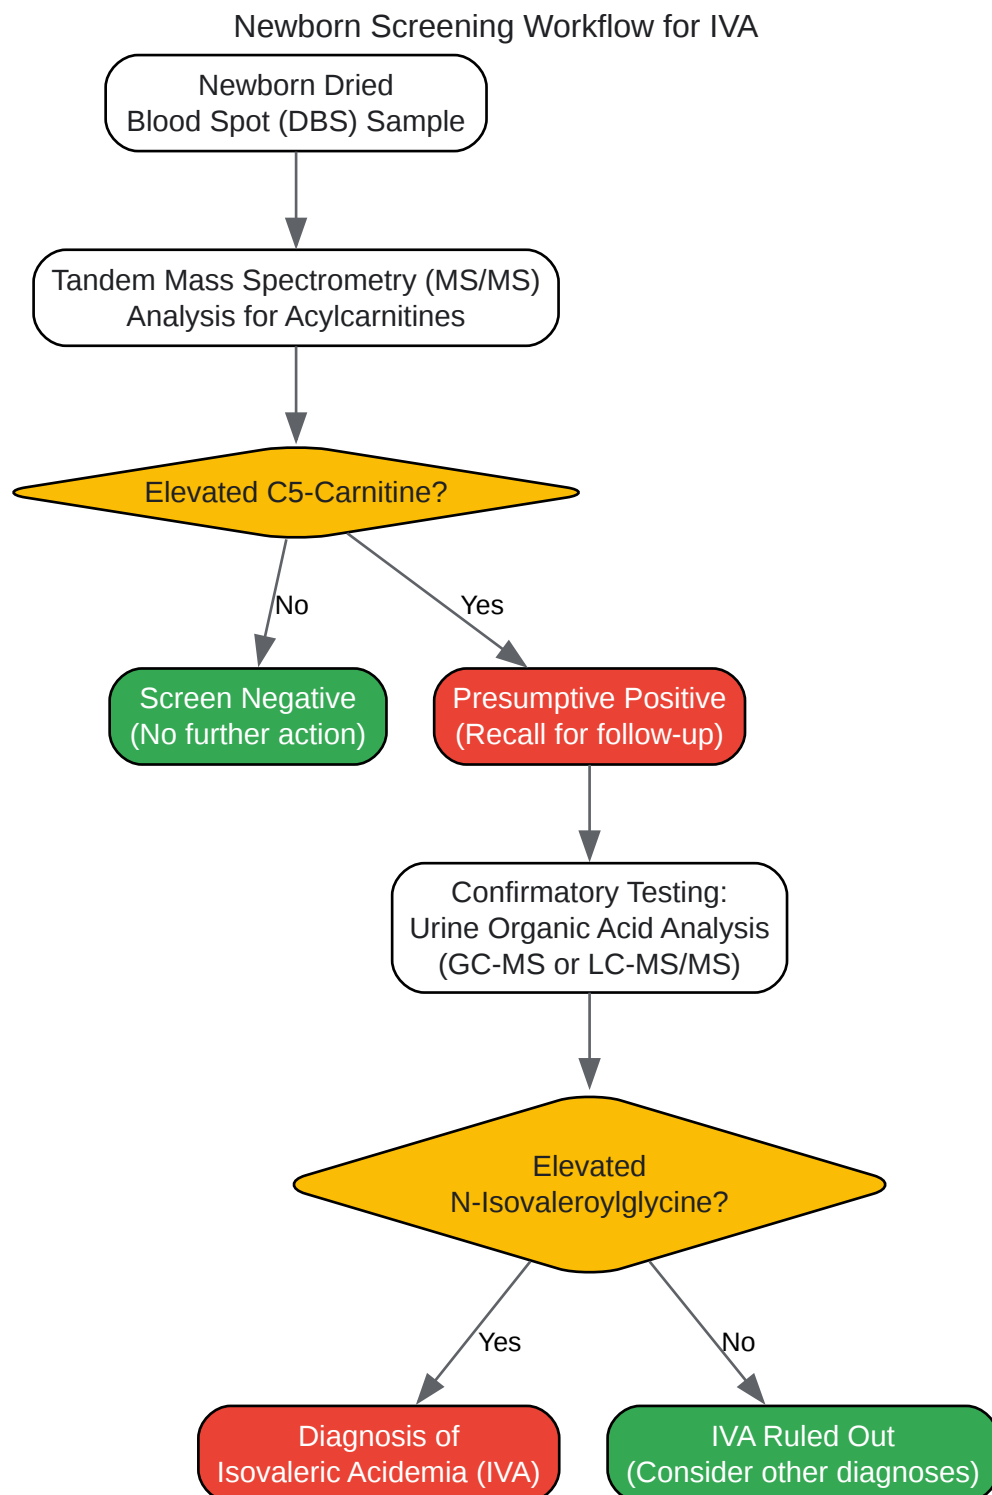 Newborn Screening Workflow for IVA
Newborn Dried
Blood Spot (DBS) Sample
Tandem Mass Spectrometry (MS/MS)
Analysis for Acylcarnitines
Elevated C5-Carnitine?
No
Yes
Screen Negative
(No further action)
Presumptive Positive
(Recall for follow-up)
Confirmatory Testing:
Urine Organic Acid Analysis
(GC-MS or LC-MS/MS)
Elevated
N-Isovaleroylglycine?
Yes
No
Diagnosis of
Isovaleric Acidemia (IVA)
IVA Ruled Out
(Consider other diagnoses)